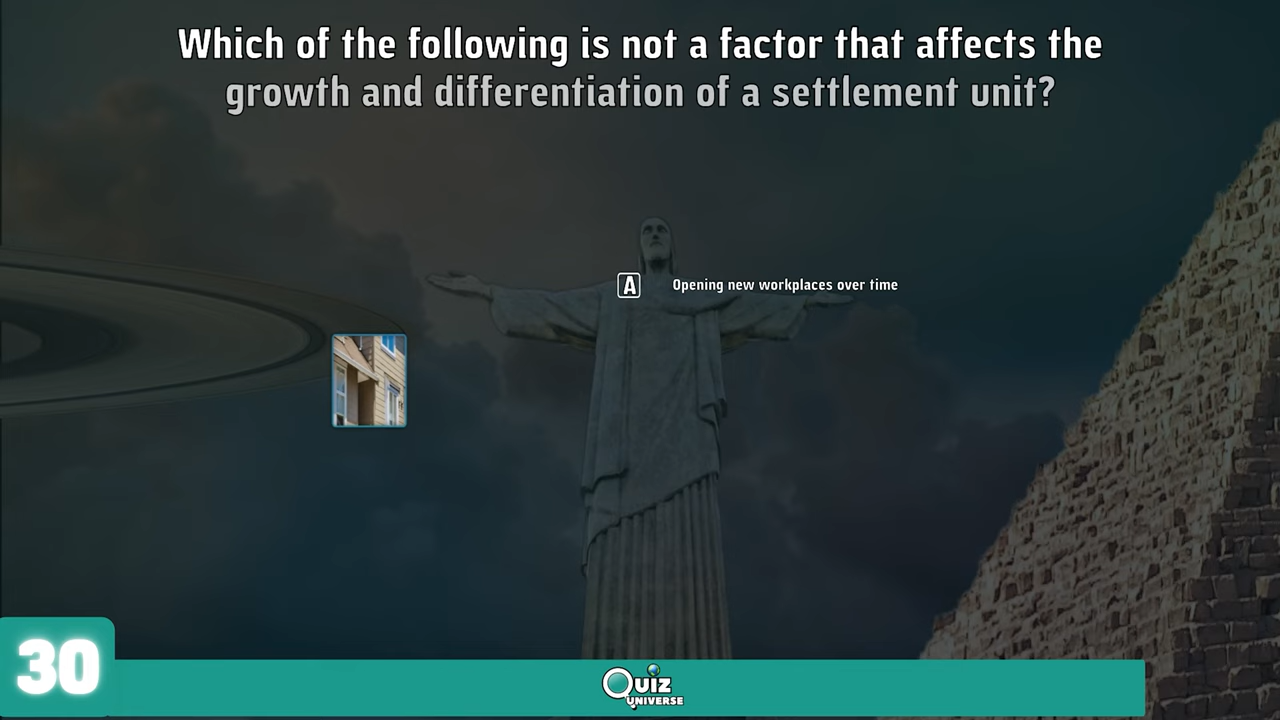 Which of the following is not a factor that affects the
growth and differentiation of a settlement unit?
A Opening new workplaces over time
30
QUIZ
UNIVERSE